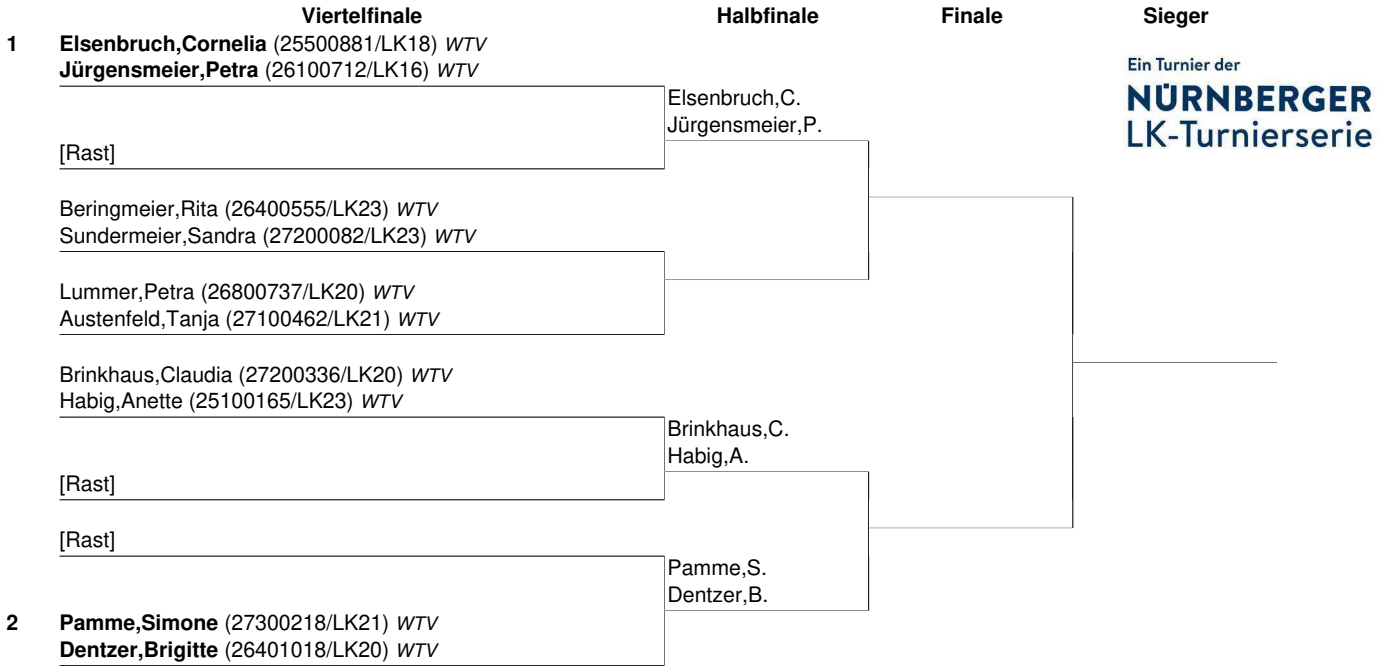 Viertelfinale Halbfinale Finale Sieger
1 Elsenbruch,Cornelia (25500881/LK18) WTV
Jürgensmeier,Petra (26100712/LK16) WTV
Ein Turnier der
NÜRNBERGER
LK-Turnierserie
Elsenbruch,C.
Jürgensmeier,P.
[Rast]
Beringmeier,Rita (26400555/LK23) WTV
Sundermeier,Sandra (27200082/LK23) WTV
Lummer,Petra (26800737/LK20) WTV
Austenfeld,Tanja (27100462/LK21) WTV
Brinkhaus,Claudia (27200336/LK20) WTV
Habig,Anette (25100165/LK23) WTV
Brinkhaus,C.
Habig,A.
[Rast]
[Rast]
Pamme,S.
Dentzer,B.
2 Pamme,Simone (27300218/LK21) WTV
Dentzer,Brigitte (26401018/LK20) WTV